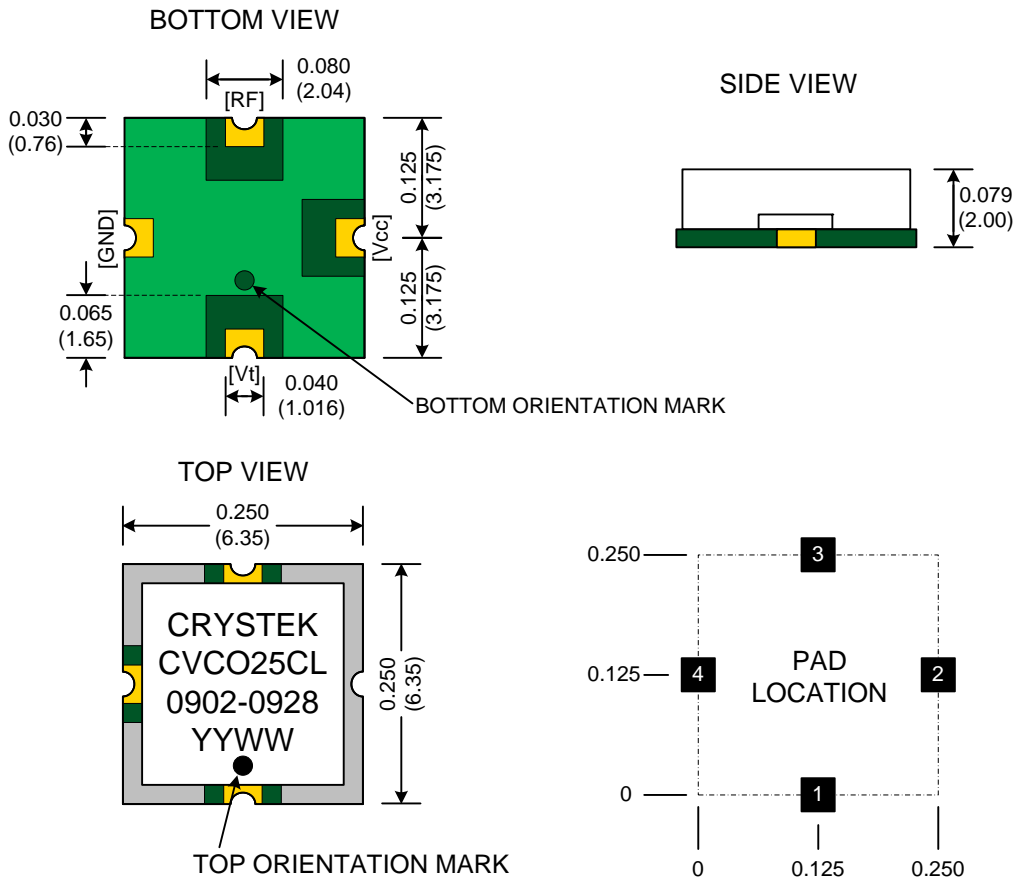 BOTTOM VIEW
0.080
(2.04)
[RF]
0.030
(0.76)
0.125
(3.175)
[GND]
[Vcc]
0.125
(3.175)
0.065
(1.65)
[Vt]
0.040
(1.016)
BOTTOM ORIENTATION MARK
SIDE VIEW
0.079
(2.00)
TOP VIEW
0.250
(6.35)
CRYSTEK
CVCO25CL
0902-0928
YYWW
0.250
(6.35)
TOP ORIENTATION MARK
0.250
3
0.125
4
PAD
LOCATION
2
0
1
0
0.125
0.250